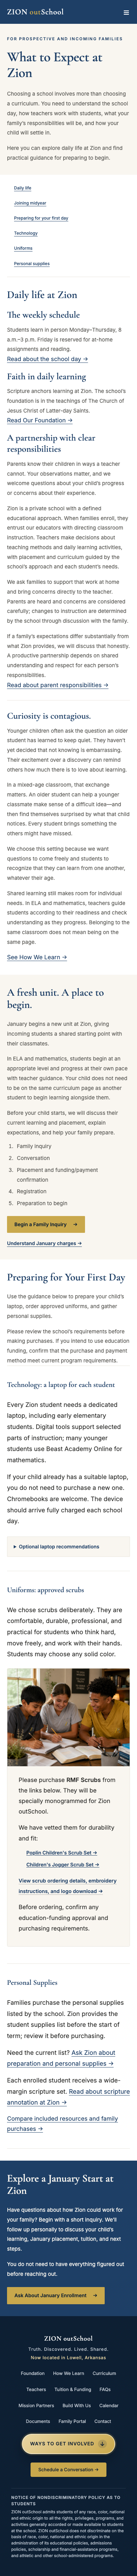 ZION outSchool
FOR PROSPECTIVE AND INCOMING FAMILIES
What to Expect at
Zion
Choosing a school involves more than choosing
a curriculum. You need to understand the school
day, how teachers work with students, what your
family's responsibilities will be, and how your
child will settle in.
Here you can explore daily life at Zion and find
practical guidance for preparing to begin.
Daily life
Joining midyear
Preparing for your first day
Technology
Uniforms
Personal supplies
Daily life at Zion
The weekly schedule
Students learn together Monday–Thursday, 8
a.m.–3 p.m. Friday is reserved for at-home
assignments and reading.
Read about the school day →
Faith in daily learning
Scripture anchors learning at Zion. The school's
faith foundation is rooted in the teachings of The Church of
Jesus Christ of Latter-day Saints.
Read Our Foundation →
A partnership with clear
responsibilities
Parents know their children in ways a teacher
cannot. Your observations matter, and we
Zion is a private school with a defined
educational approach. When families enroll, they
entrust our teachers with directing classroom
instruction. Teachers make decisions about
teaching methods and daily learning activities,
with placement and curriculum guided by the
school's approach and the student's
demonstrated readiness.
We ask families to support that work at home
and bring concerns directly to the teacher.
Parents are heard, and concerns are considered
carefully; changes to instruction are determined
by the school through discussion with the family.
If a family's expectations differ substantially from
what Zion provides, we will discuss that honestly.
A productive partnership depends on a shared
understanding of the school's role and the
family's responsibilities.
Read about parent responsibilities →
Curiosity is contagious.
Younger children often ask the question an older
student has learned to keep quiet. They haven't
yet decided that wondering is embarrassing.
Their excitement over a discovery can remind
others how much there is to find interesting.
In a mixed-age classroom, that exchange
continues. An older student can help a younger
classmate make sense of a difficult idea—and
then find themselves surprised by what that child
notices. Every student brings something the
others might have missed.
We choose this setting because we want
questions to come easily and students to
recognize that they can learn from one another,
whatever their age.
Shared learning still makes room for individual
needs. In ELA and mathematics, teachers guide
students according to their readiness and check
their understanding as they progress. Belonging to the
same classroom does not mean being on the
same page.
See How We Learn →
A fresh unit. A place to
begin.
January begins a new unit at Zion, giving
incoming students a shared starting point with
their classmates.
In ELA and mathematics, students begin at an
appropriate level and progress at their own pace
with teacher guidance. Your child does not need
to be on the same curriculum page as another
student to begin learning alongside them.
Before your child starts, we will discuss their
current learning and placement, explain
expectations, and help your family prepare.
1. Family Inquiry
2. Conversation
3. Placement and funding/payment
confirmation
4. Registration
5. Preparation to begin
Begin a Family Inquiry →
Understand January charges →
Preparing for Your First Day
Use the guidance below to prepare your child's
laptop, order approved uniforms, and gather
personal supplies.
Please review the school's requirements before
making purchases. If you intend to use education
funding, confirm that the purchase and payment
method meet current program requirements.
Technology: a laptop for each student
Every Zion student needs a dedicated
laptop, including early elementary
students. Digital tools support selected
parts of instruction; many younger
students use Beast Academy Online for
mathematics.
If your child already has a suitable laptop,
you do not need to purchase a new one.
Chromebooks are welcome. The device
should arrive fully charged each school
day.
▸ Optional laptop recommendations
Uniforms: approved scrubs
We chose scrubs deliberately. They are
comfortable, durable, professional, and
practical for students who think hard,
move freely, and work with their hands.
Students may choose any solid color.
Please purchase RMF Scrubs from
the links below. They will be
specially monogrammed for Zion
outSchool.
We have vetted them for durability
and fit:
Poplin Children's Scrub Set →
Children's Jogger Scrub Set →
View scrub ordering details, embroidery
instructions, and logo download →
Before ordering, confirm any
education-funding approval and
purchasing requirements.
Personal Supplies
Families purchase the personal supplies
listed by the school. Zion provides the
student supplies list before the start of
term; review it before purchasing.
Need the current list? Ask Zion about
preparation and personal supplies →
Each enrolled student receives a wide-
margin scripture set. Read about scripture
annotation at Zion →
Compare included resources and family
purchases →
Explore a January Start at
Zion
Have questions about how Zion could work for
your family? Begin with a short inquiry. We'll
follow up personally to discuss your child's
learning, January placement, tuition, and next
steps.
You do not need to have everything figured out
before reaching out.
Ask About January Enrollment →
ZION outSchool
Truth. Discovered. Lived. Shared.
Now located in Lowell, Arkansas
Foundation How We Learn Curriculum
Teachers Tuition & Funding FAQs
Mission Partners Build With Us Calendar
Documents Family Portal Contact
WAYS TO GET INVOLVED +
Schedule a Conversation →
NOTICE OF NONDISCRIMINATORY POLICY AS TO
STUDENTS
ZION outSchool admits students of any race, color, national
and ethnic origin to all the rights, privileges, programs, and
activities generally accorded or made available to students
at the school. ZION outSchool does not discriminate on the
basis of race, color, national and ethnic origin in the
administration of its educational policies, admissions
policies, scholarship and financial assistance programs,
and athletic and other school-administered programs.